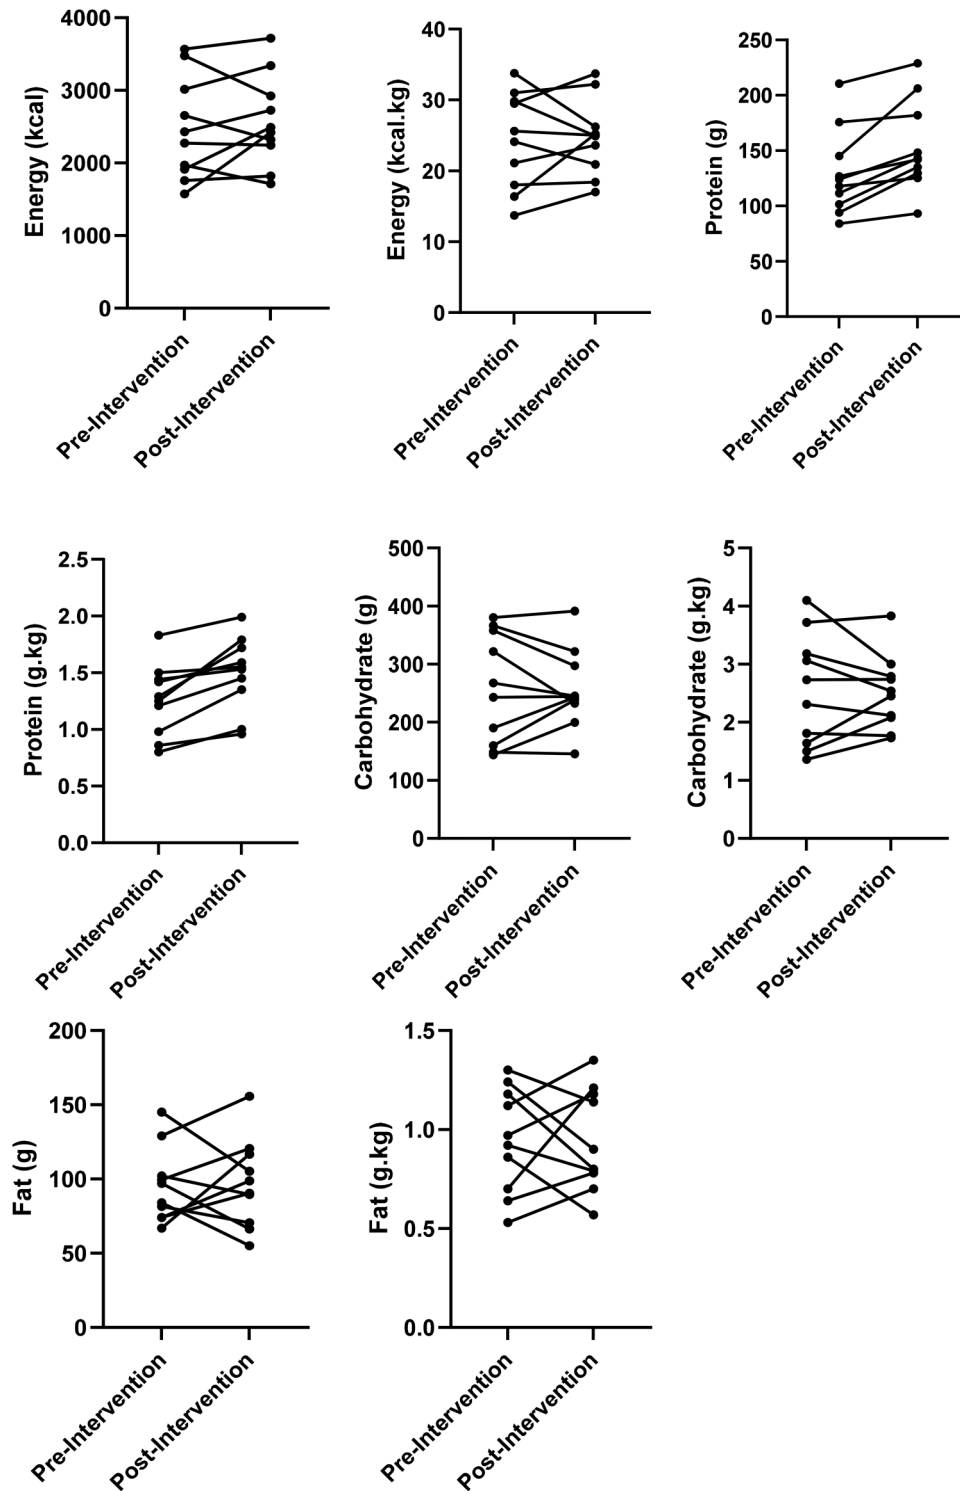 Energy (kcal)
4000
3000
2000
1000
0
Pre-Intervention
Post-Intervention
Energy (kcal.kg)
40
30
20
10
0
Pre-Intervention
Post-Intervention
Protein (g)
250
200
150
100
50
0
Pre-Intervention
Post-Intervention
Protein (g.kg)
2.5
2.0
1.5
1.0
0.5
0.0
Pre-Intervention
Post-Intervention
Carbohydrate (g)
500
400
300
200
100
0
Pre-Intervention
Post-Intervention
Carbohydrate (g.kg)
5
4
3
2
1
0
Pre-Intervention
Post-Intervention
Fat (g)
200
150
100
50
0
Pre-Intervention
Post-Intervention
Fat (g.kg)
1.5
1.0
0.5
0.0
Pre-Intervention
Post-Intervention